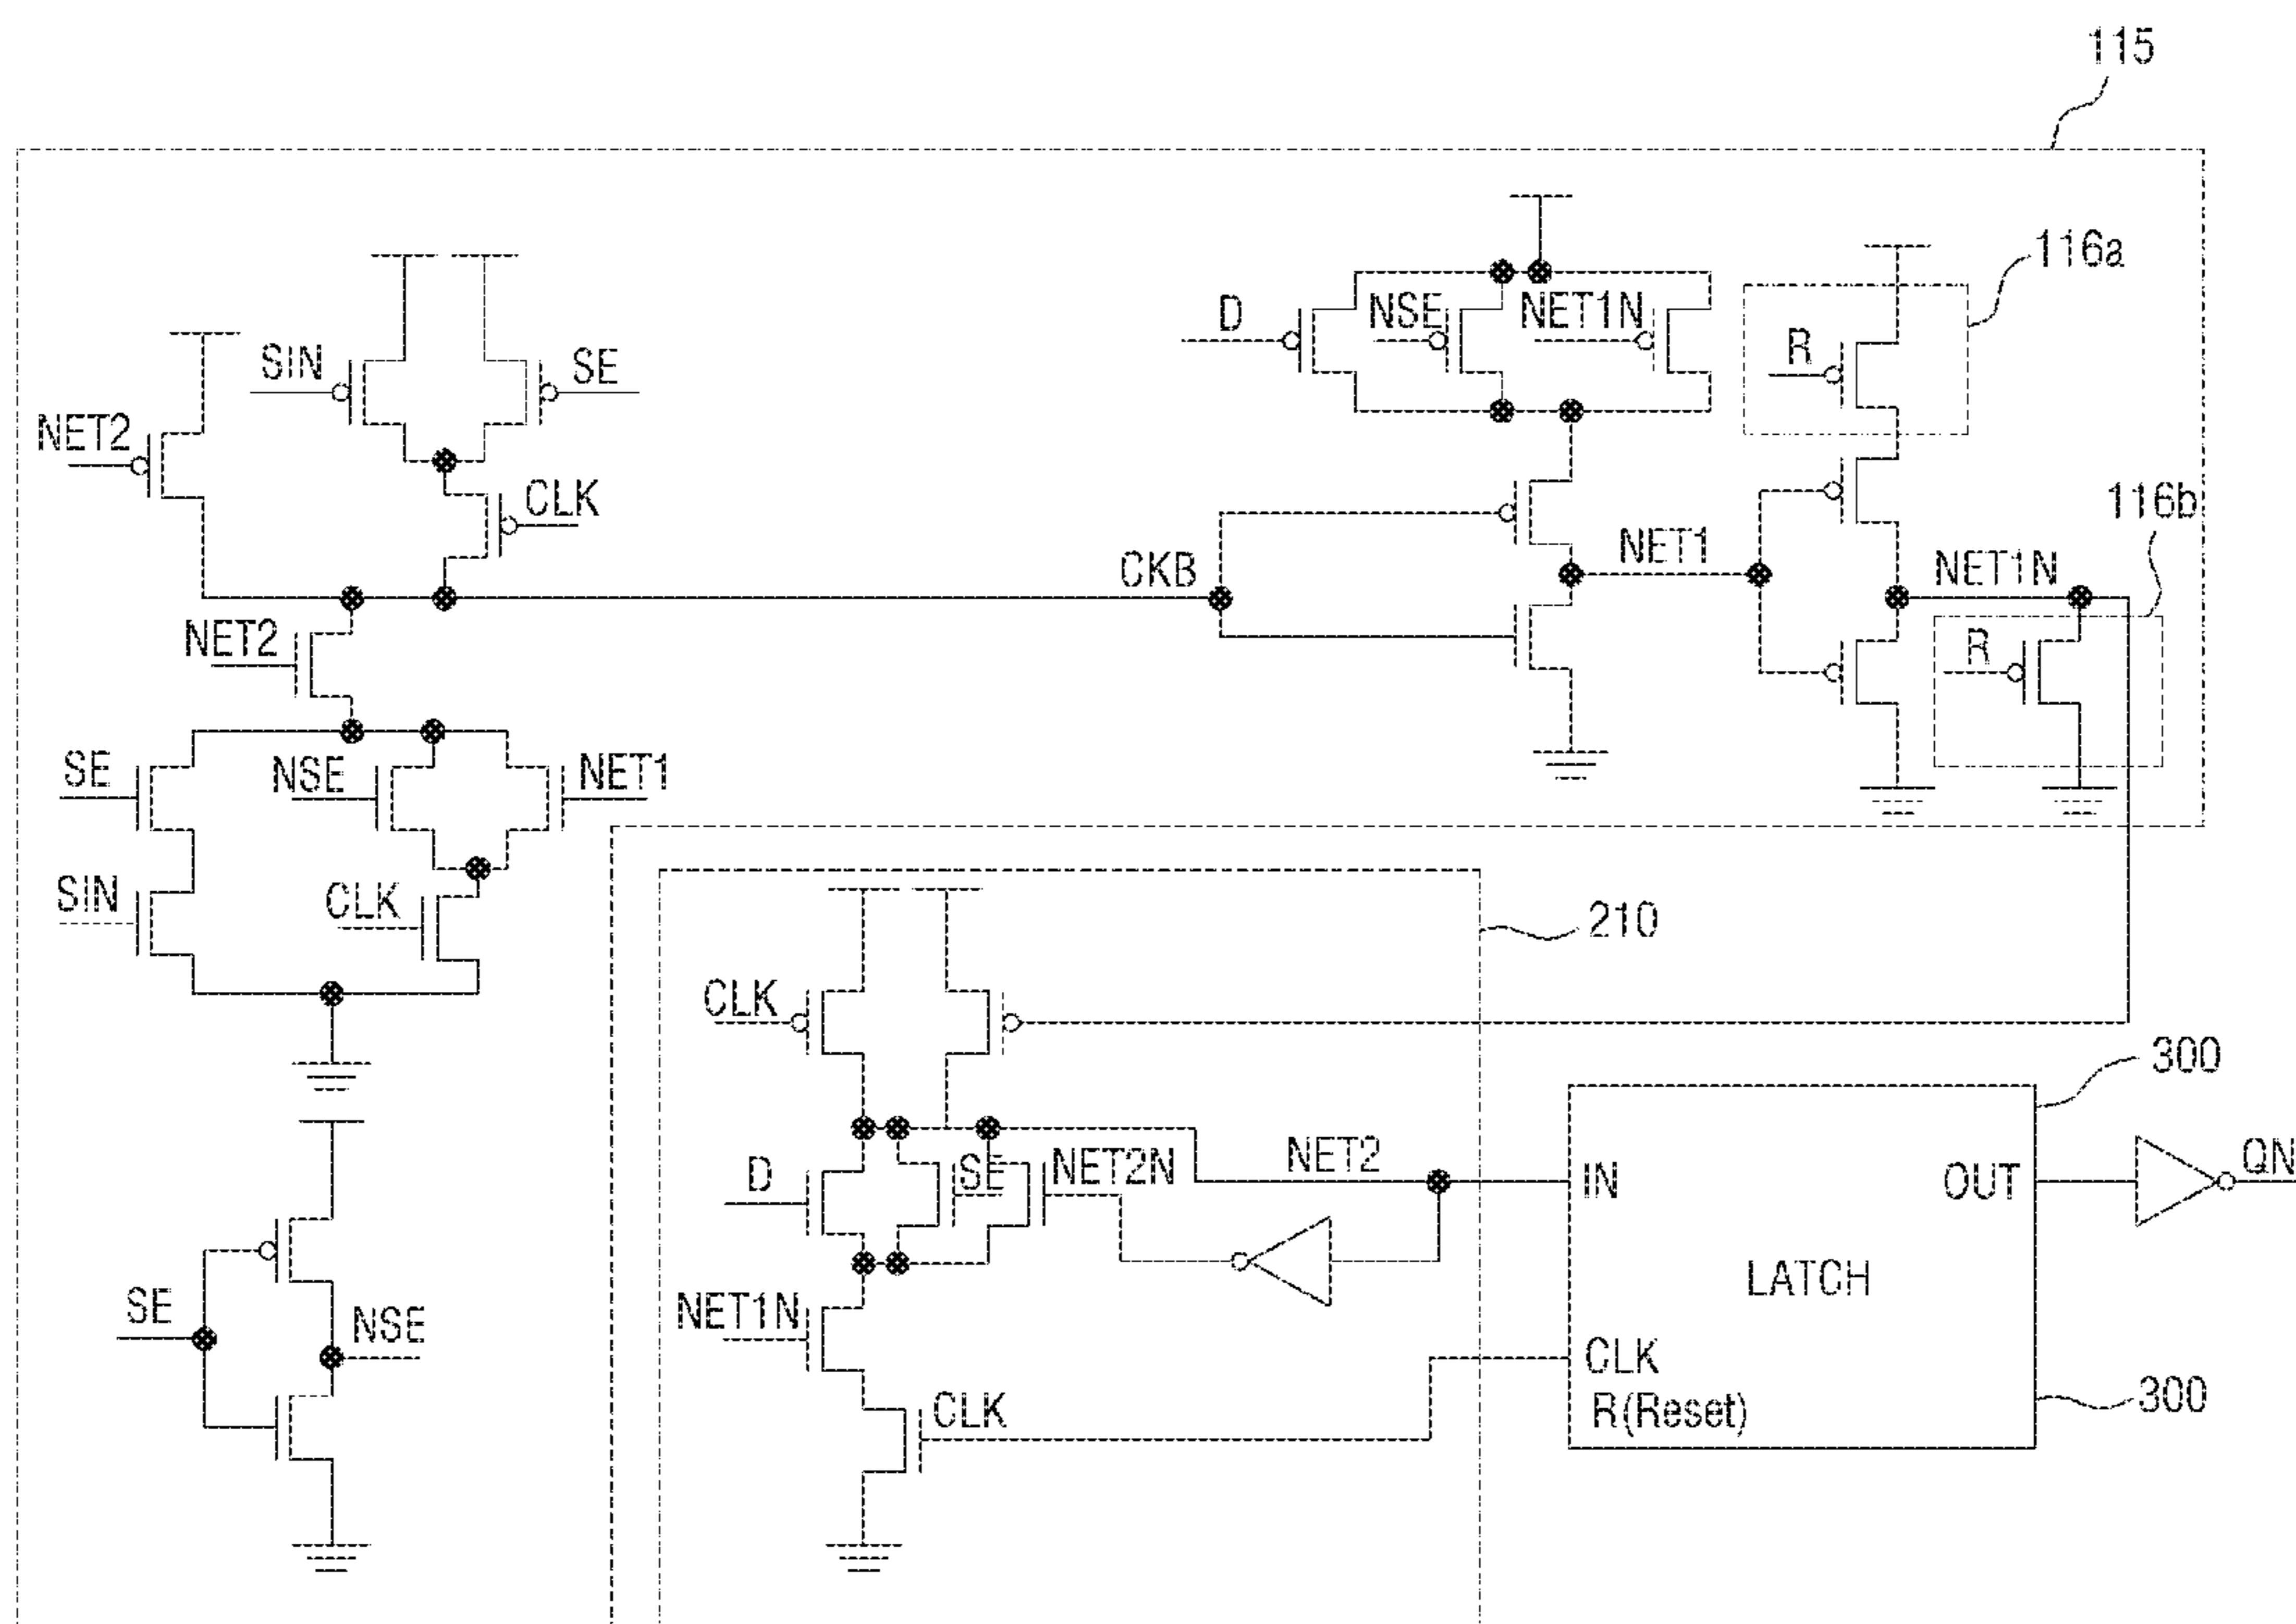 115
116a
D
NSE
NET1N
R
SIN
SE
NET2
CLK
116b
CKB
NET1
NET1N
NET2
R
SE
NSE
NET1
SIN
CLK
210
CLK
300
D
SE
NET2N
NET2
IN
OUT
QN
LATCH
SE
NSE
NET1N
CLK
300
CLK
R(Reset)